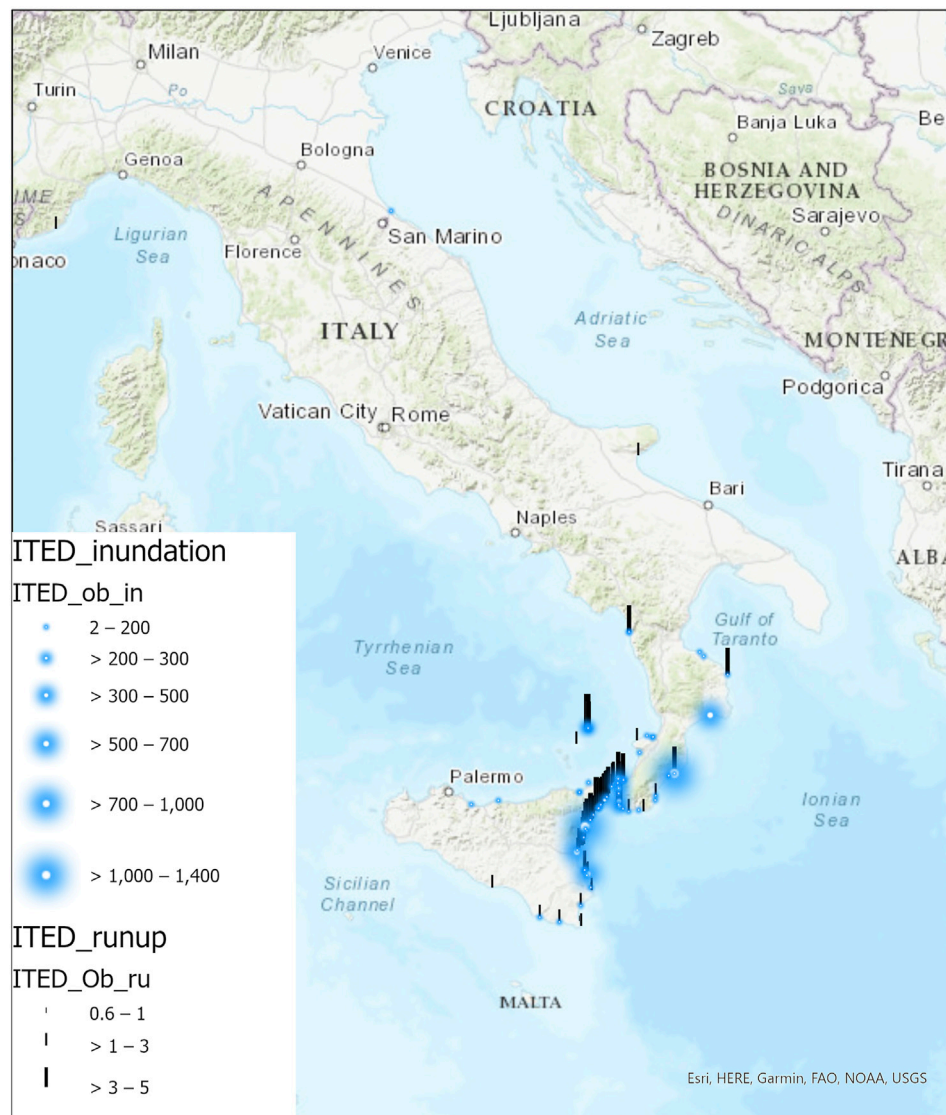 Ljubljana
Zagreb
Milan
Venice
Turin
Po
Sava
CROATIA
Banja Luka
Be
Genoa
Bologna
BOSNIA AND
HERZEGOVINA
IME
S
APENNINES
San Marino
Sarajevo
Ligurian
Sea
Florence
DINARIC ALPS
onaco
ITALY
Adriatic
Sea
MONTENEGR
Podgorica
Vatican City
Rome
Tirana
Bari
Sassari
Naples
ALBA
ITED_inundation
ITED_ob_in
2 – 200
> 200 – 300
> 300 – 500
> 500 – 700
> 700 – 1,000
> 1,000 – 1,400
ITED_runup
ITED_Ob_ru
0.6 – 1
> 1 – 3
> 3 – 5
Gulf of
Taranto
Tyrrhenian
Sea
Palermo
Ionian
Sea
Sicilian
Channel
MALTA
Esri, HERE, Garmin, FAO, NOAA, USGS